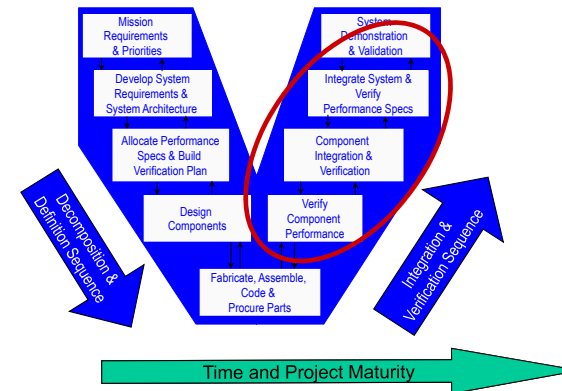 Mission
Requirements
& Priorities
System
Demonstration
& Validation
Develop System
Requirements &
System Architecture
Integrate System &
Verify
Performance Specs
Allocate Performance
Specs & Build
Verification Plan
Component
Integration &
Verification
Design
Components
Verify
Component
Performance
Fabricate, Assemble,
Code &
Procure Parts
Decomposition &
Definition Sequence
Integration &
Verification Sequence
Time and Project Maturity